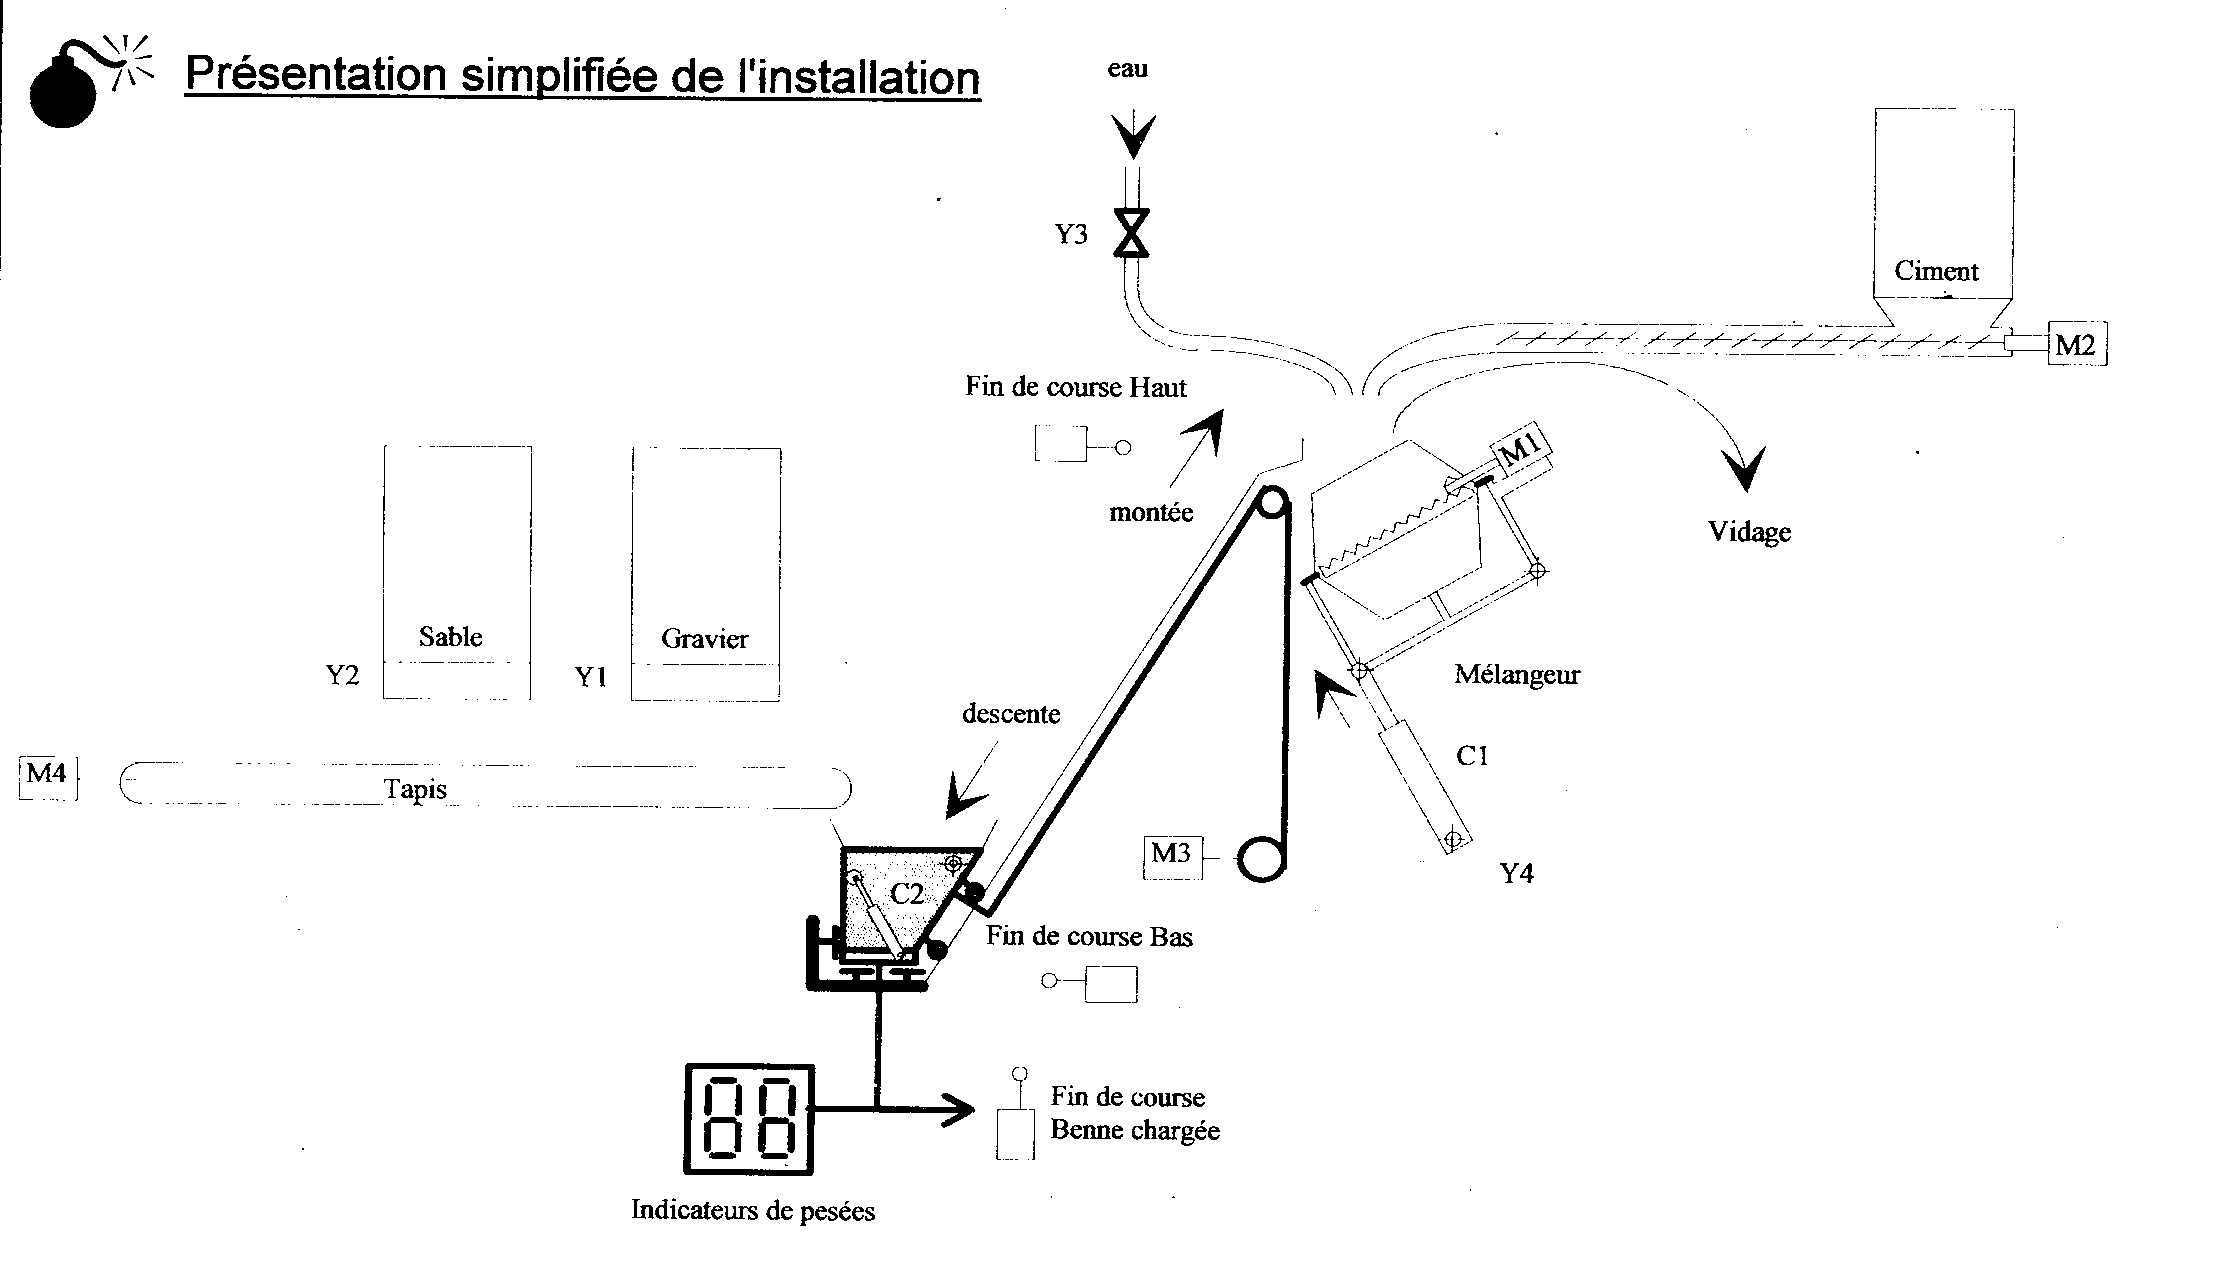 Présentation simplifiée de l'installation
eau
Y3
Ciment
M2
Fin de course Haut
M1
montée
Vidage
Sable
Gravier
Y2
Y1
Mélangeur
descente
C1
M4
Tapis
M3
Y4
C2
Fin de course Bas
88
Fin de course
Benne chargée
Indicateurs de pesées